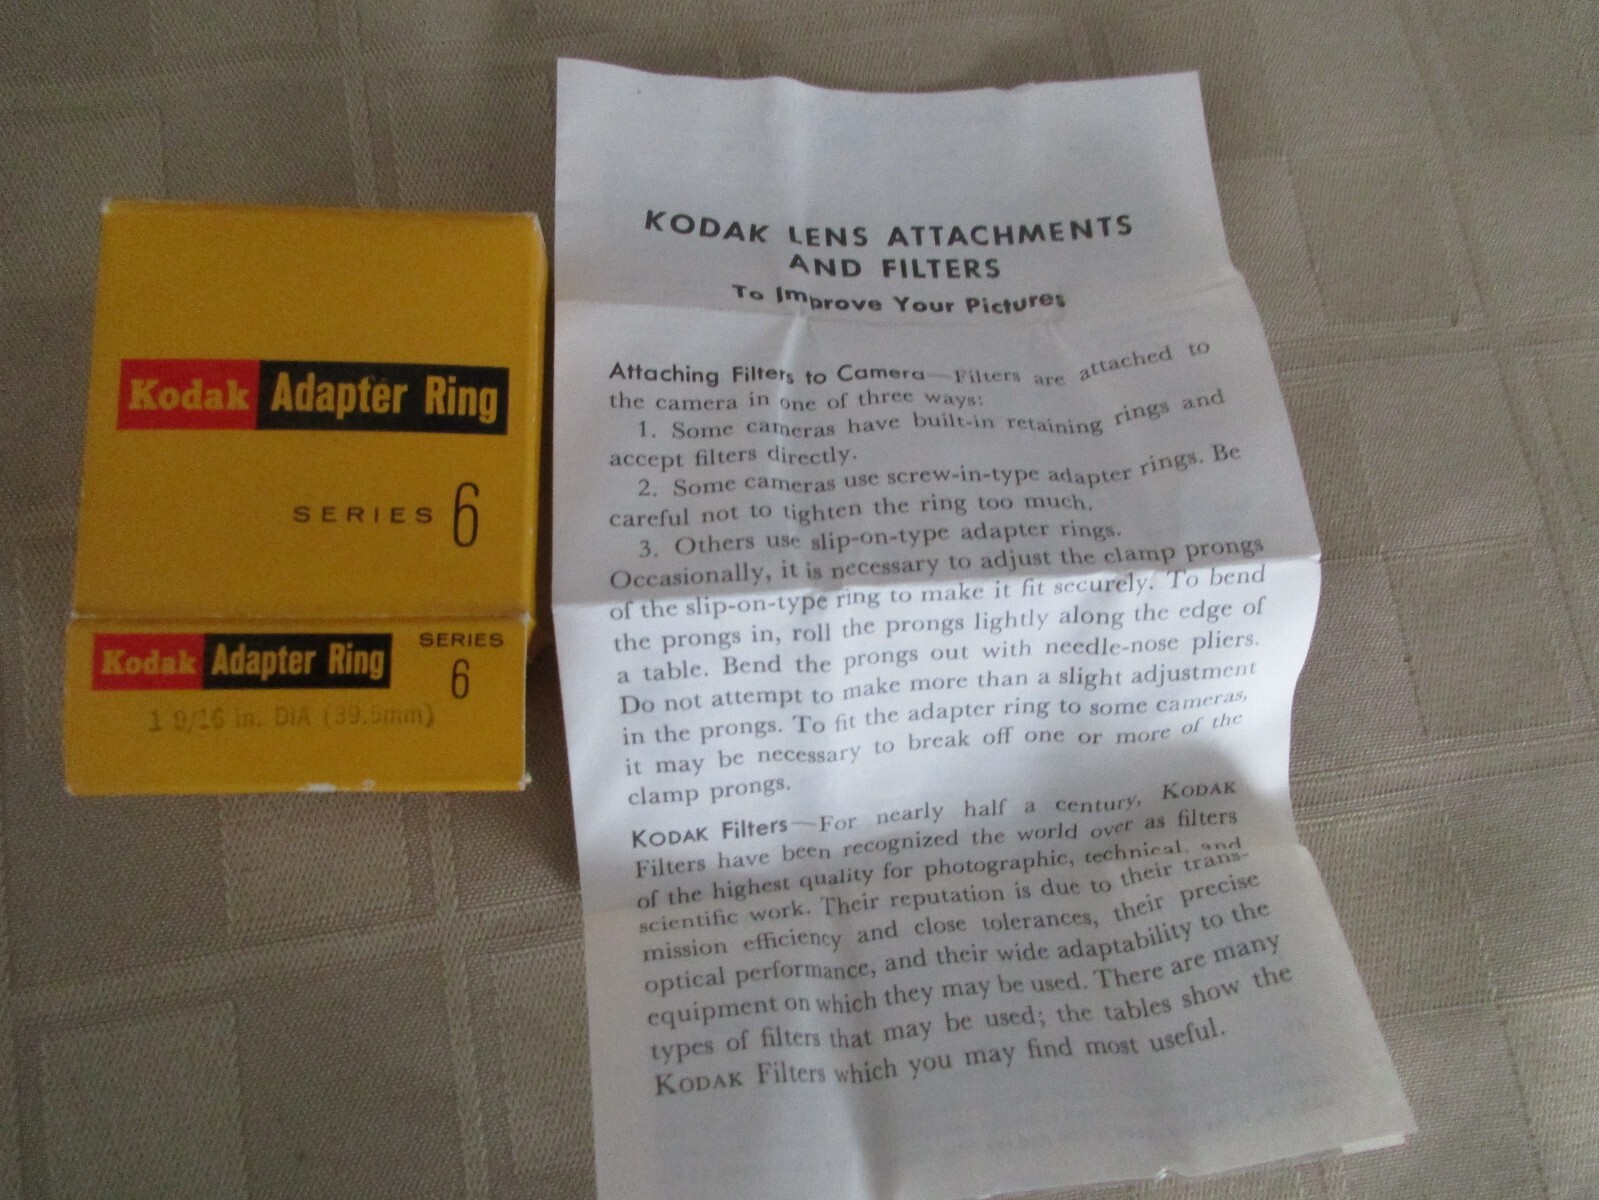 Kodak Adapter Ring
SERIES 6
Kodak Adapter Ring
SERIES
6
1 9/16 in. DIA (39.5mm)
KODAK LENS ATTACHMENTS
AND FILTERS
To Improve Your Pictures
Attaching Filters to Camera—Filters are attached to
the camera in one of three ways:
1. Some cameras have built-in retaining rings and
accept filters directly.
2. Some cameras use screw-in-type adapter rings. Be
careful not to tighten the ring too much.
3. Others use slip-on-type adapter rings.
Occasionally, it is necessary to adjust the clamp prongs
of the slip-on-type ring to make it fit securely. To bend
the prongs in, roll the prongs lightly along the edge of
a table. Bend the prongs out with needle-nose pliers.
Do not attempt to make more than a slight adjustment
in the prongs. To fit the adapter ring to some cameras,
it may be necessary to break off one or more of the
clamp prongs.
KODAK Filters—For nearly half a century, KODAK
Filters have been recognized the world over as filters
of the highest quality for photographic, technical, and
scientific work. Their reputation is due to their trans-
mission efficiency and close tolerances, their precise
optical performance, and their wide adaptability to the
equipment on which they may be used. There are many
types of filters that may be used; the tables show the
KODAK Filters which you may find most useful.